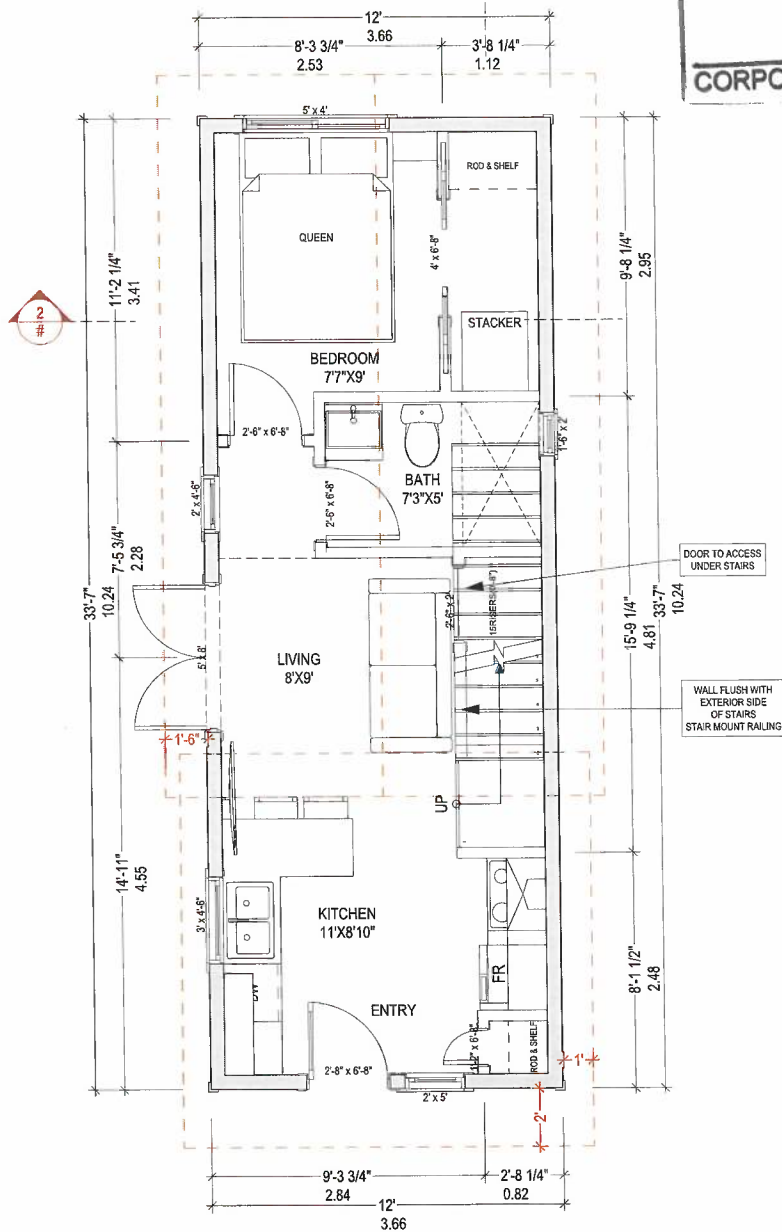 12'
3.66
8'-3 3/4"
2.53
3'-8 1/4"
1.12
CORPO
5' x 4'
ROD & SHELF
QUEEN
4' x 6'-8"
11'-2 1/4"
3.41
9'-8 1/4"
2.95
2
#
STACKER
BEDROOM
7'7"X9'
2'-6" x 6'-8"
1'-6" x 2'
BATH
7'3"X5'
2' x 4'-6"
2'-6" x 6'-8"
7'-5 3/4"
2.28
DOOR TO ACCESS
UNDER STAIRS
33'-7"
10.24
33'-7"
10.24
15'-9 1/4"
4.81
5' x 8'
LIVING
8'X9'
2'-6" x 2'
WALL FLUSH WITH
EXTERIOR SIDE
OF STAIRS
STAIR MOUNT RAILING
1'-6"
UP
14'-11"
4.55
3' x 4'-6"
KITCHEN
11'X8'10"
FR
8'-1 1/2"
2.48
DW
ENTRY
2'-8" x 6'-8"
1'-2" x 6'-8"
ROD & SHELF
1'
2' x 5'
2'
9'-3 3/4"
2.84
2'-8 1/4"
0.82
12'
3.66